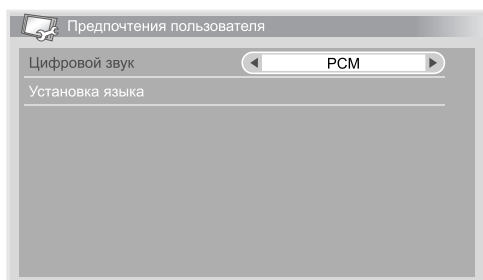 Предпочтения пользователя
Цифровой звук PCM
Установка языка